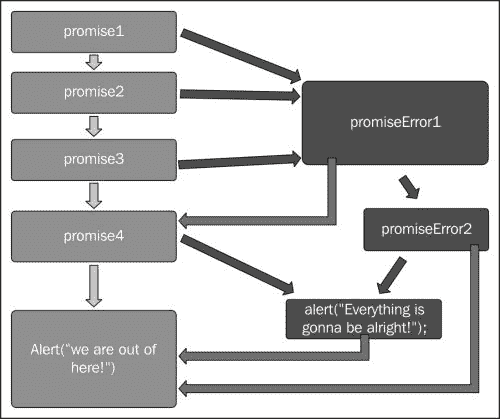 promise1
promise2
promiseError1
promise3
promise4
promiseError2
alert("Everything is
gonna be alright!");
Alert("we are out of
here!")